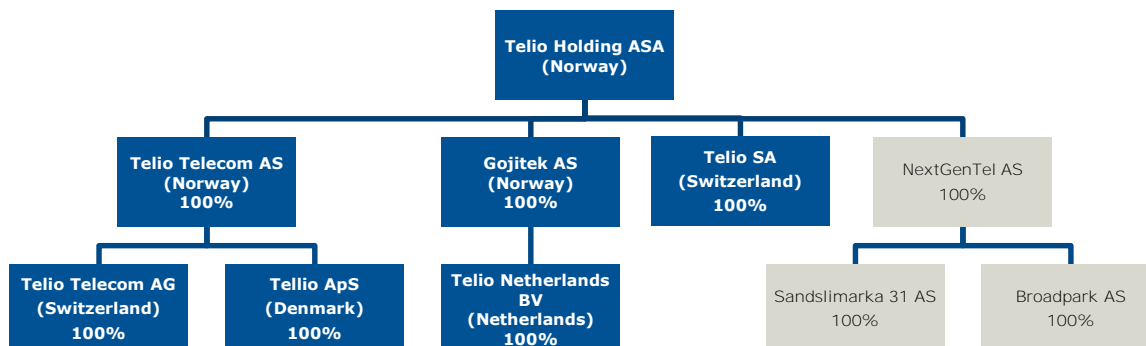 Telio Holding ASA
(Norway)
Telio Telecom AS
(Norway)
100%
Gojitek AS
(Norway)
100%
Telio SA
(Switzerland)
100%
NextGenTel AS
100%
Telio Telecom AG
(Switzerland)
100%
Tellio ApS
(Denmark)
100%
Telio Netherlands
BV
(Netherlands)
100%
Sandslimarka 31 AS
100%
Broadpark AS
100%